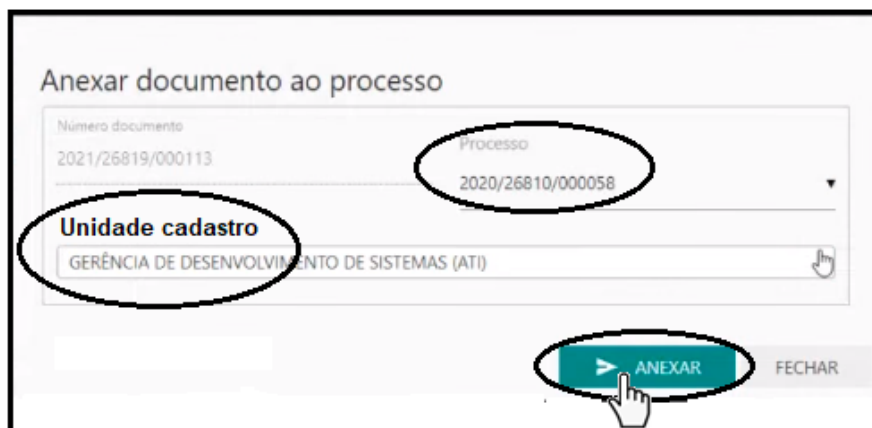 Anexar documento ao processo
Número documento
2021/26819/000113
Processo
2020/26810/000058
Unidade cadastro
GERÊNCIA DE DESENVOLVIMENTO DE SISTEMAS (ATI)
ANEXAR
FECHAR